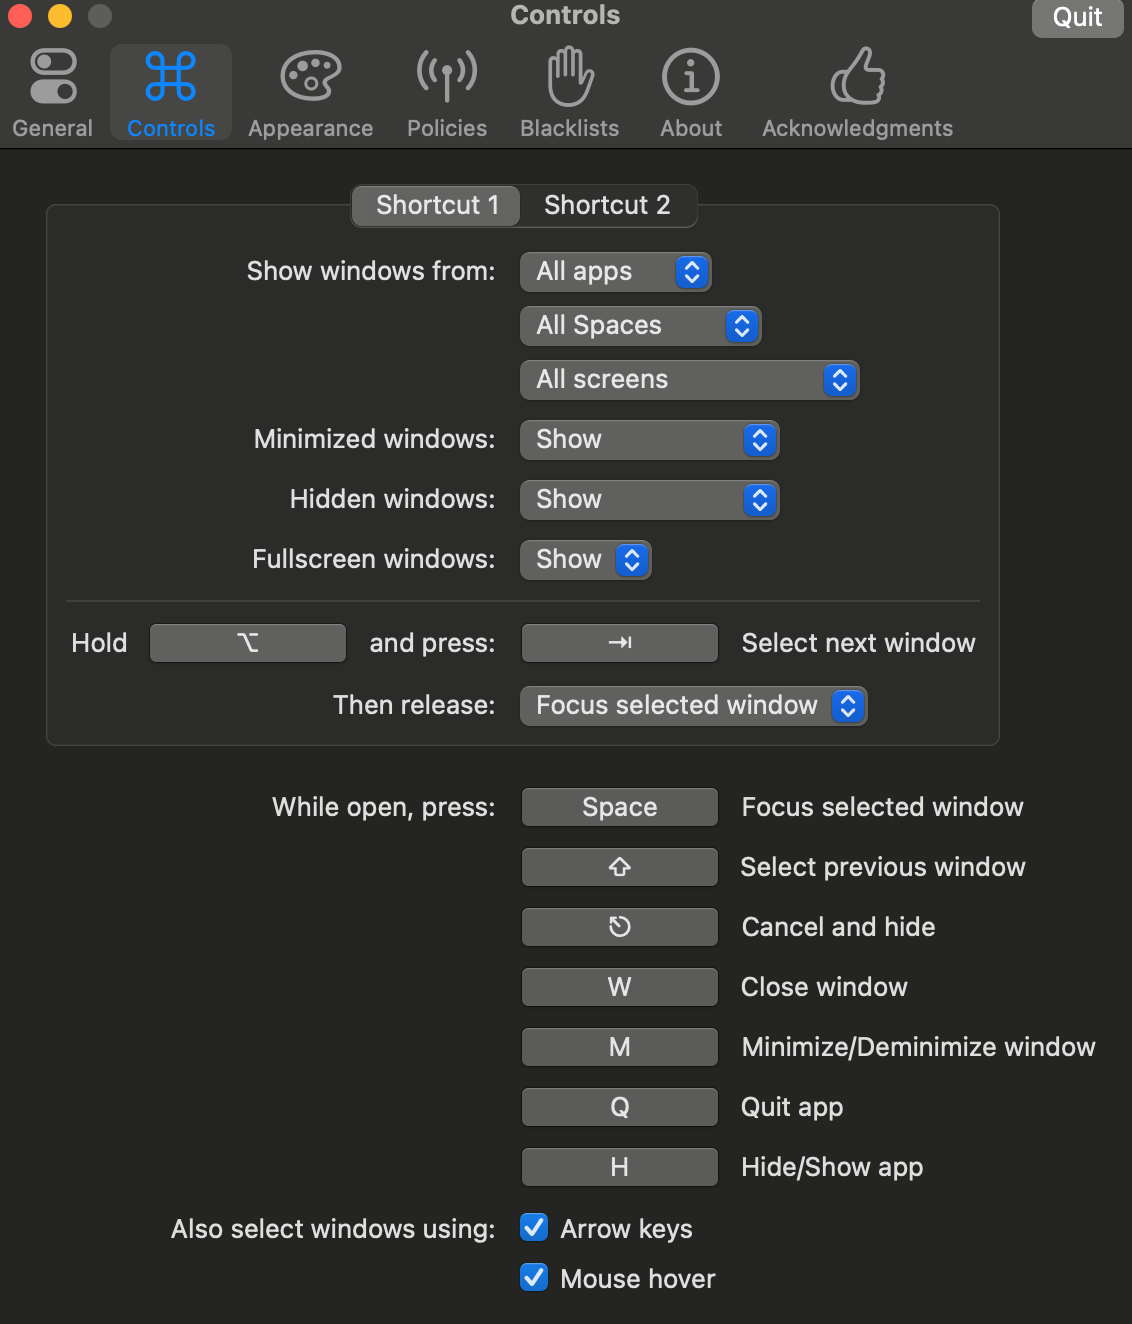 Controls
Quit
General
Controls
Appearance
Policies
Blacklists
About
Acknowledgments
Shortcut 1
Shortcut 2
Show windows from: All apps
All Spaces
All screens
Minimized windows: Show
Hidden windows: Show
Fullscreen windows: Show
Hold ⌥ and press: ⇥ Select next window
Then release: Focus selected window
While open, press: Space Focus selected window
⇧ Select previous window
⎋ Cancel and hide
W Close window
M Minimize/Deminimize window
Q Quit app
H Hide/Show app
Also select windows using: Arrow keys
Mouse hover